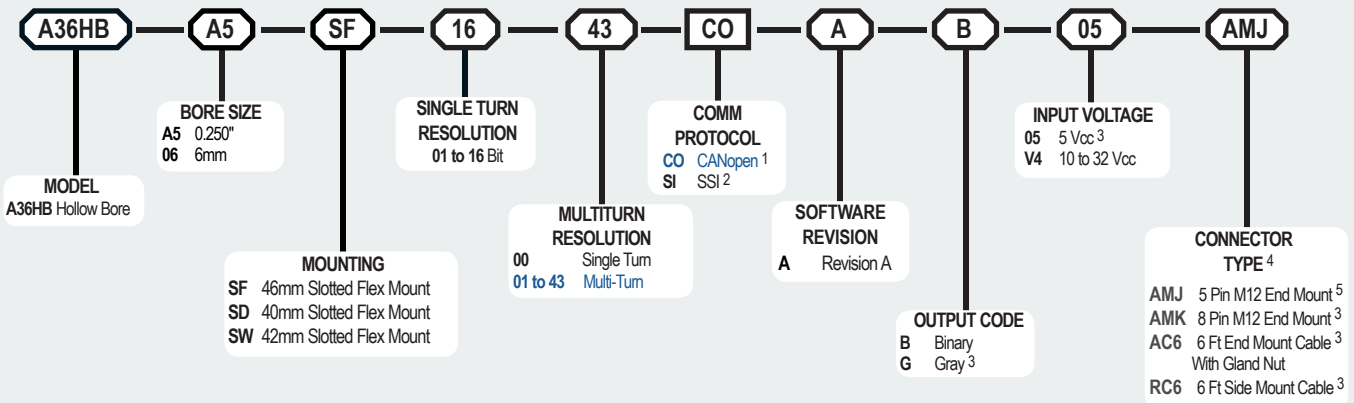 A36HB A5 SF 16 43 CO A B 05 AMJ
MODEL
A36HB Hollow Bore
BORE SIZE
A5 0.250"
06 6mm
MOUNTING
SF 46mm Slotted Flex Mount
SD 40mm Slotted Flex Mount
SW 42mm Slotted Flex Mount
SINGLE TURN
RESOLUTION
01 to 16 Bit
MULTITURN
RESOLUTION
00 Single Turn
01 to 43 Multi-Turn
COMM
PROTOCOL
CO CANopen 1
SI SSI 2
SOFTWARE
REVISION
A Revision A
OUTPUT CODE
B Binary
G Gray 3
INPUT VOLTAGE
05 5 Vcc 3
V4 10 to 32 Vcc
CONNECTOR
TYPE 4
AMJ 5 Pin M12 End Mount 5
AMK 8 Pin M12 End Mount 3
AC6 6 Ft End Mount Cable 3
With Gland Nut
RC6 6 Ft Side Mount Cable 3